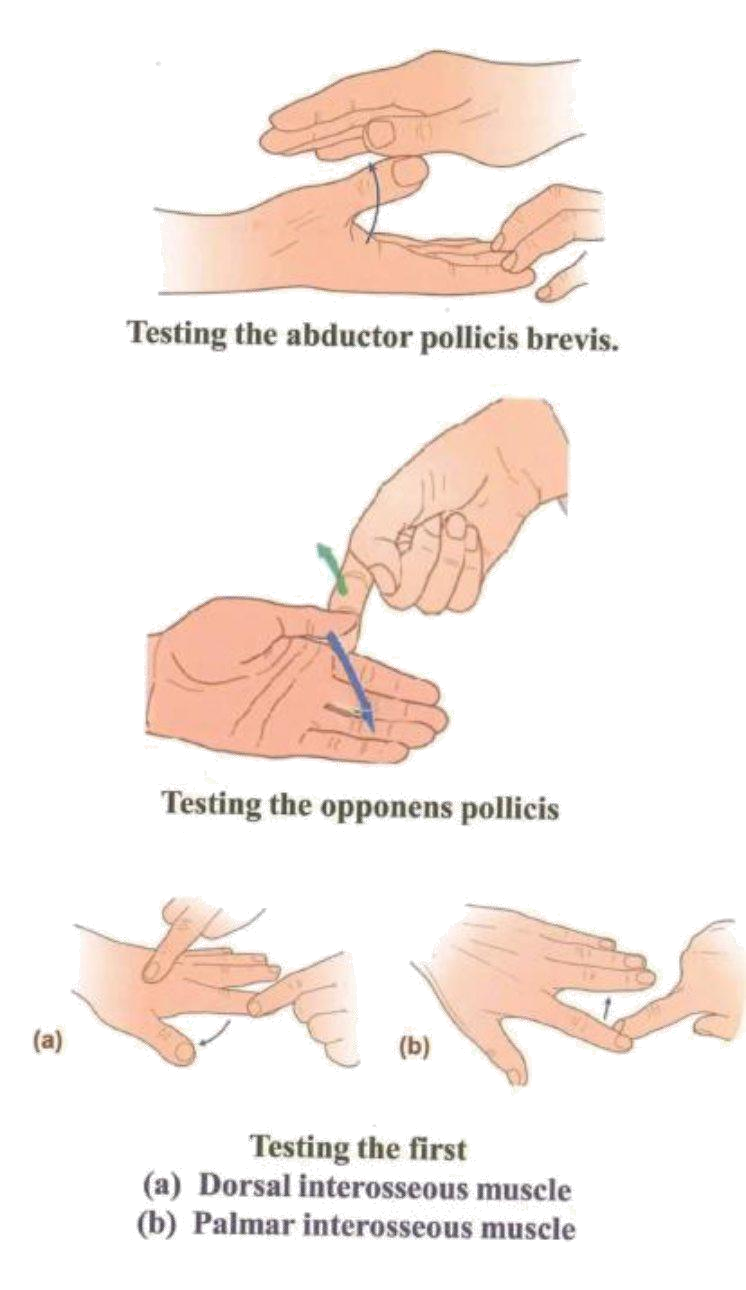 Testing the abductor pollicis brevis.
Testing the opponens pollicis
(a)
(b)
Testing the first
(a) Dorsal interosseous muscle
(b) Palmar interosseous muscle